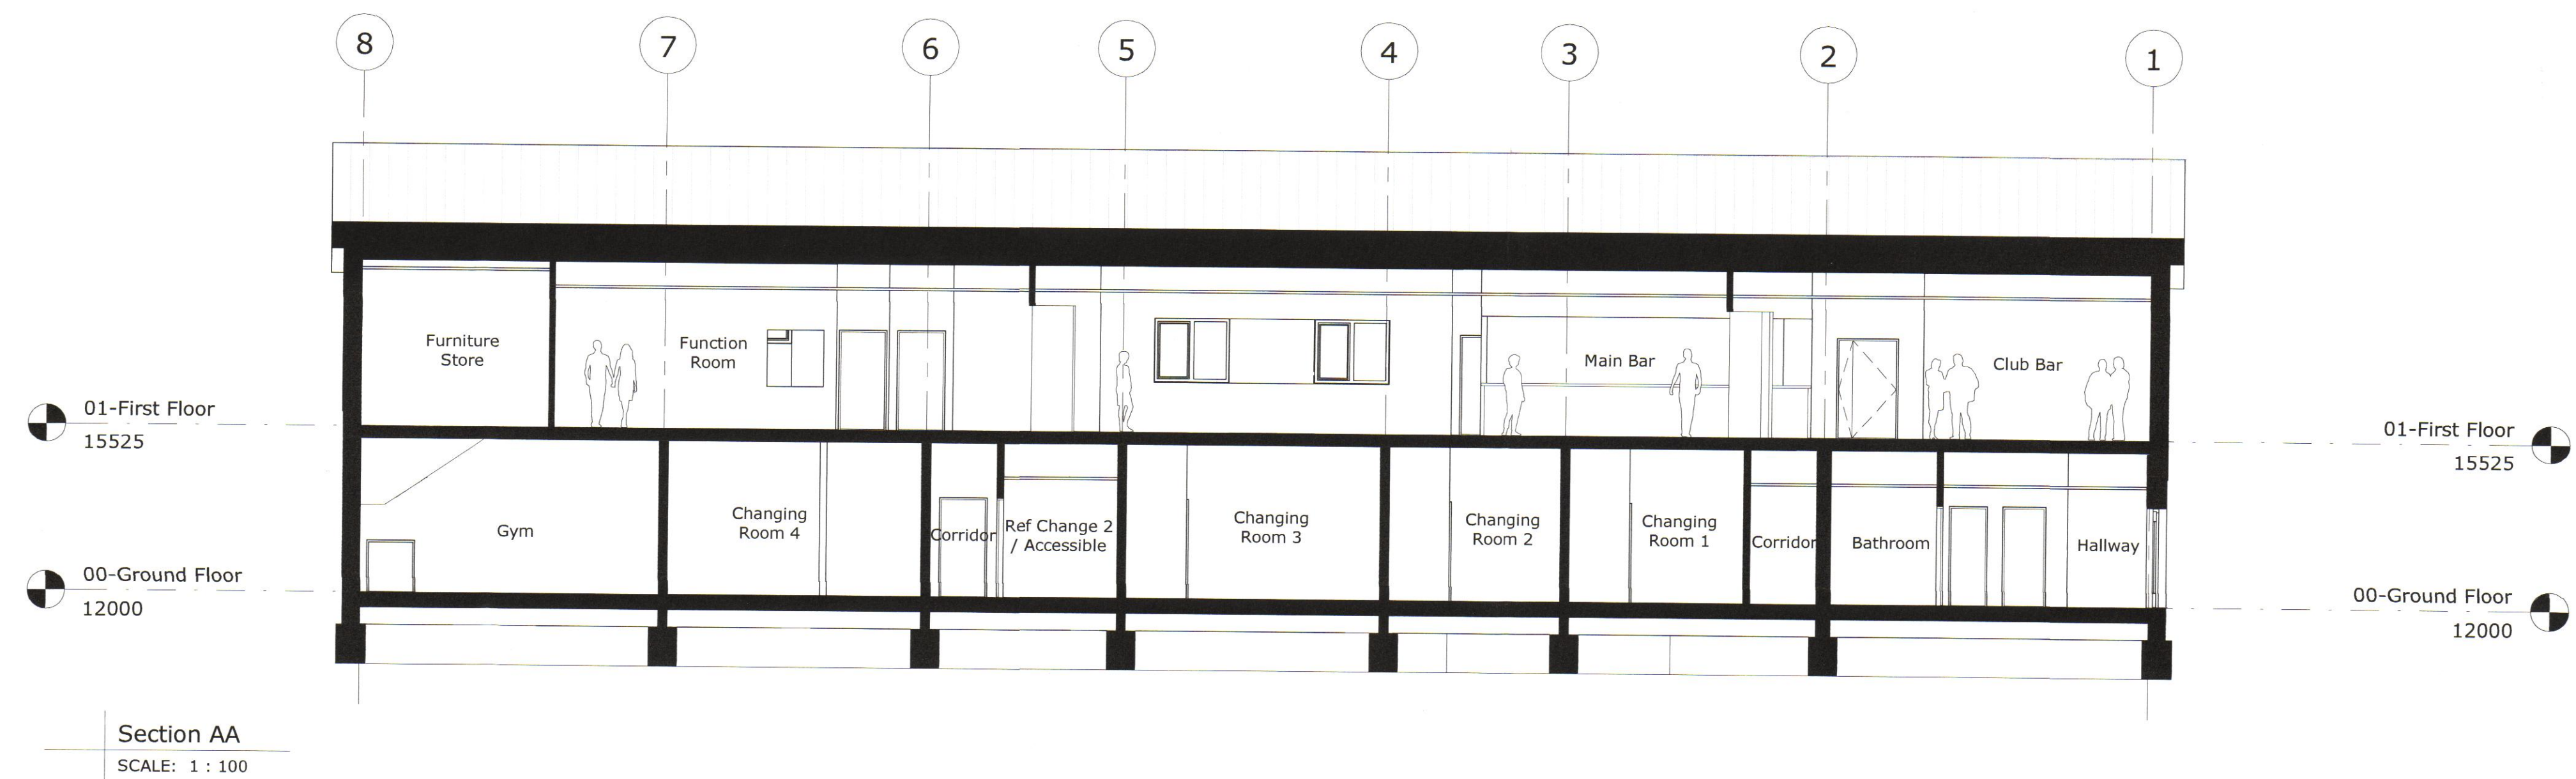 8
7
6
5
4
3
2
1
Furniture
Store
Function
Room
Main Bar
Club Bar
01-First Floor
15525
01-First Floor
15525
Gym
Changing
Room 4
Corridor
Ref Change 2
/ Accessible
Changing
Room 3
Changing
Room 2
Changing
Room 1
Corridor
Bathroom
Hallway
00-Ground Floor
12000
00-Ground Floor
12000
Section AA
SCALE: 1 : 100